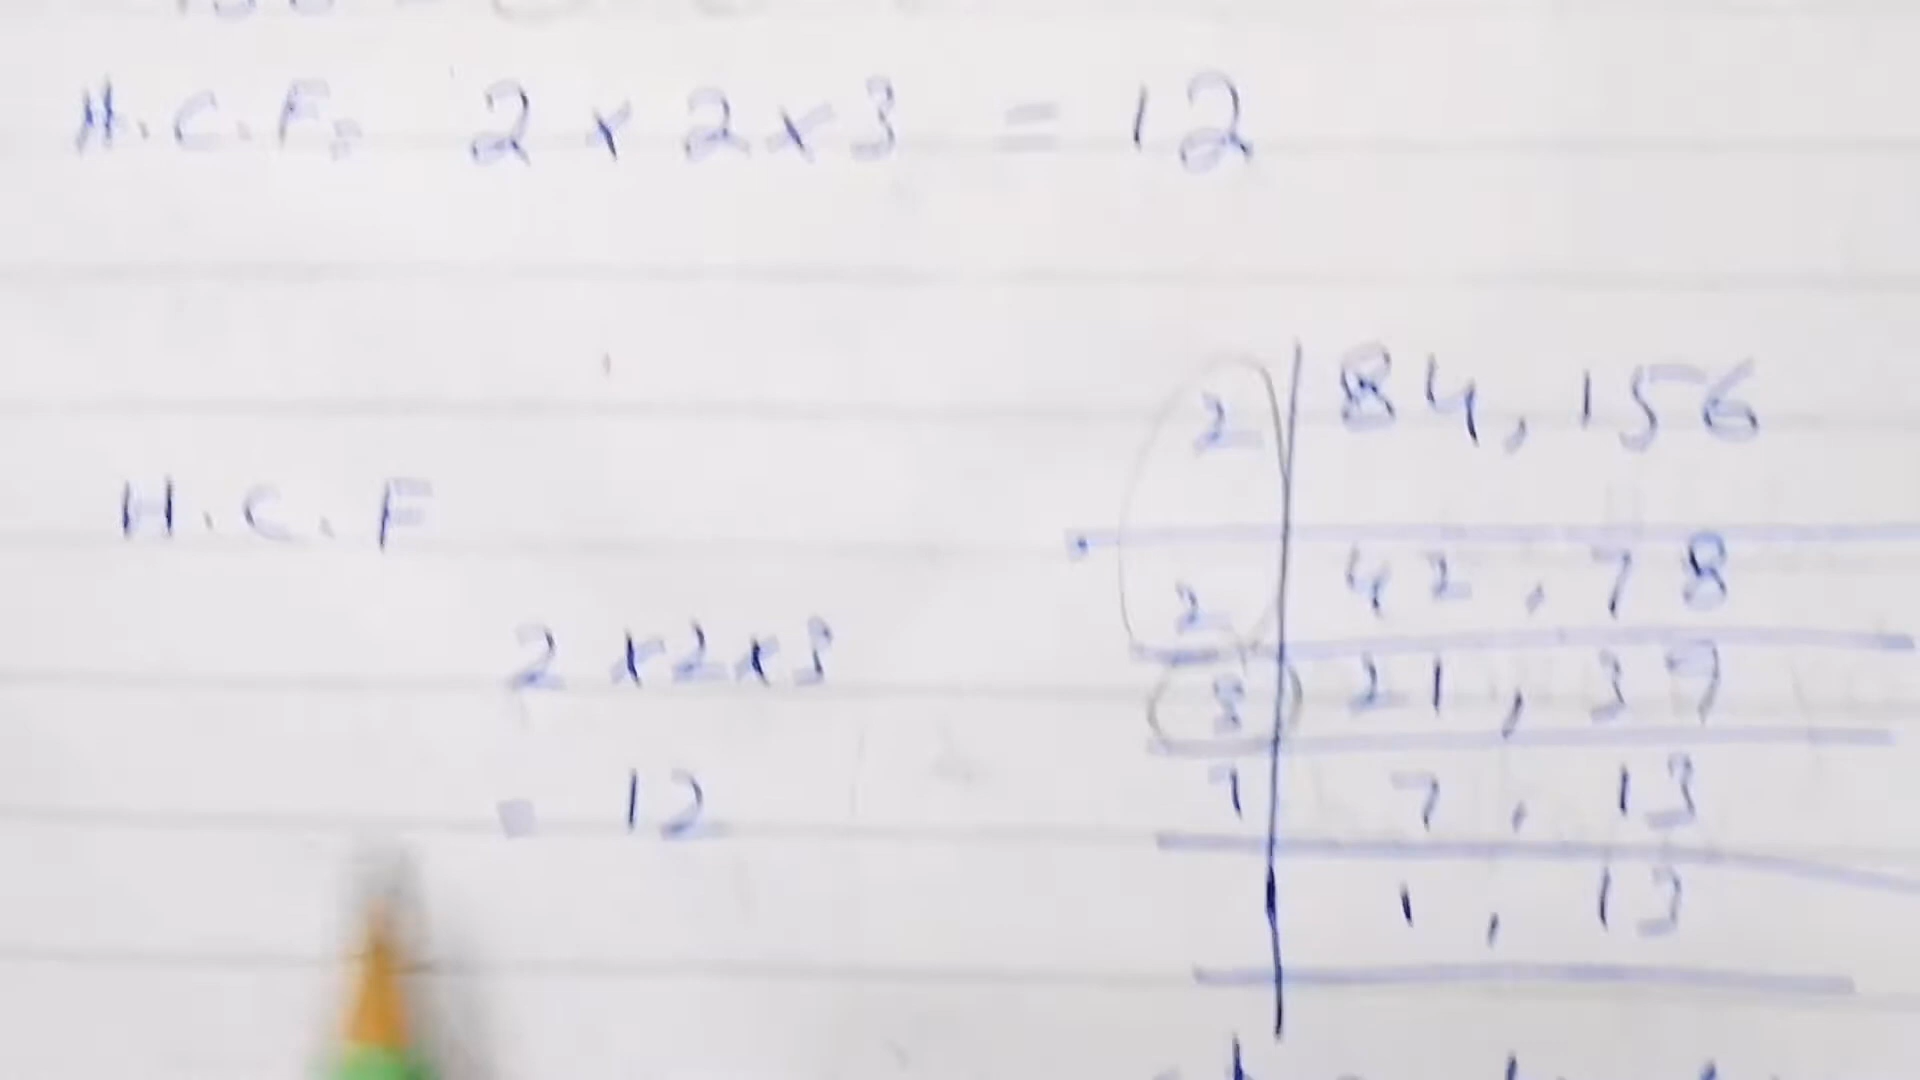 H.C.F= 2 x 2 x 3 = 12
2 | 84, 156
H.C.F
2 | 42, 78
2 x 2 x 3
3 | 21, 39
= 12
7 | 7, 13
1, 13